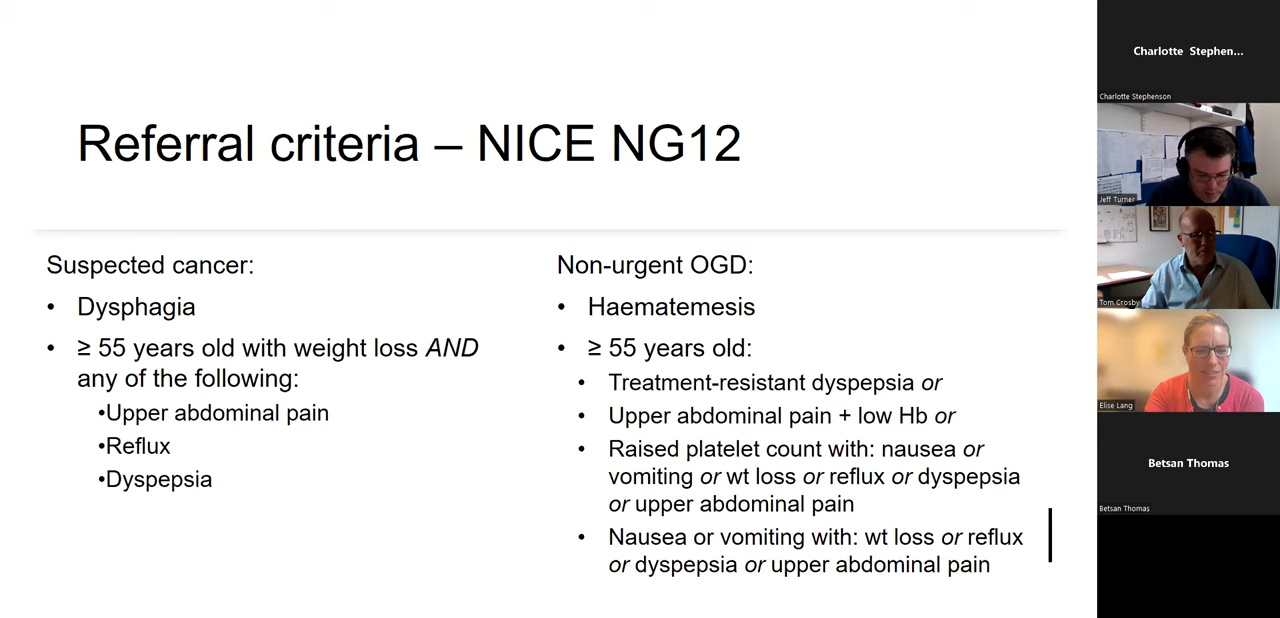 Referral criteria – NICE NG12
Suspected cancer:
• Dysphagia
• ≥ 55 years old with weight loss AND
any of the following:
•Upper abdominal pain
•Reflux
•Dyspepsia
Non-urgent OGD:
• Haematemesis
• ≥ 55 years old:
• Treatment-resistant dyspepsia or
• Upper abdominal pain + low Hb or
• Raised platelet count with: nausea or
vomiting or wt loss or reflux or dyspepsia
or upper abdominal pain
• Nausea or vomiting with: wt loss or reflux
or dyspepsia or upper abdominal pain
Charlotte Stephen...
Charlotte Stephenson
Jeff Turner
Tom Crosby
Elise Lang
Betsan Thomas
Betsan Thomas